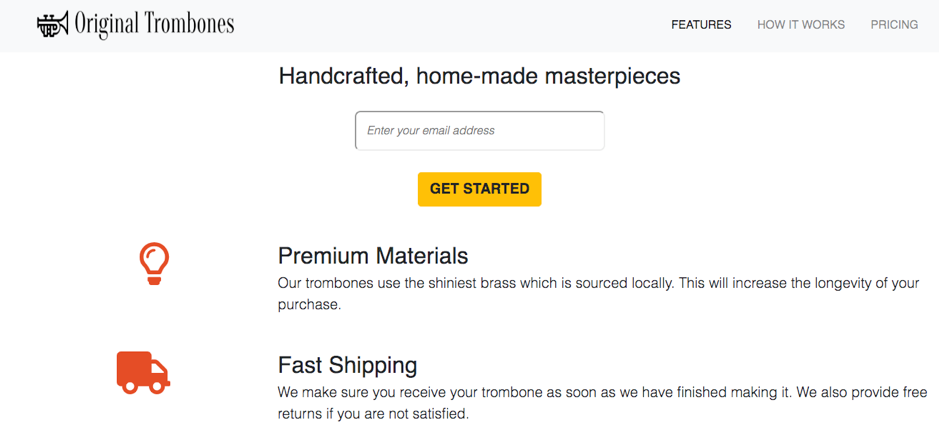 Original Trombones
FEATURES
HOW IT WORKS
PRICING
Handcrafted, home-made masterpieces
Enter your email address
GET STARTED
Premium Materials
Our trombones use the shiniest brass which is sourced locally. This will increase the longevity of your
purchase.
Fast Shipping
We make sure you receive your trombone as soon as we have finished making it. We also provide free
returns if you are not satisfied.